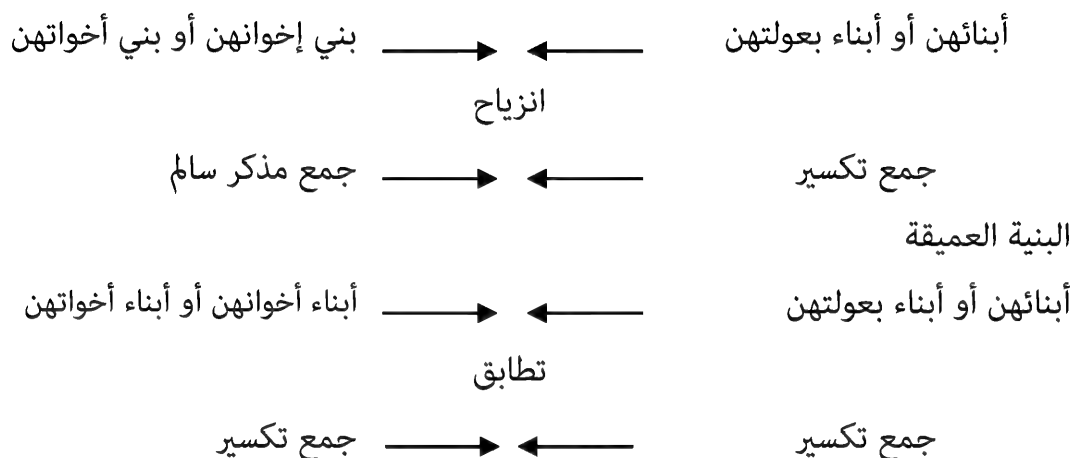 أبنائهن أو أبناء بعولتهن بني إخوانهن أو بني أخواتهن
انزياح
جمع تكسير جمع مذكر سالم
البنية العميقة
أبنائهن أو أبناء بعولتهن أبناء أخوانهن أو أبناء أخواتهن
تطابق
جمع تكسير جمع تكسير